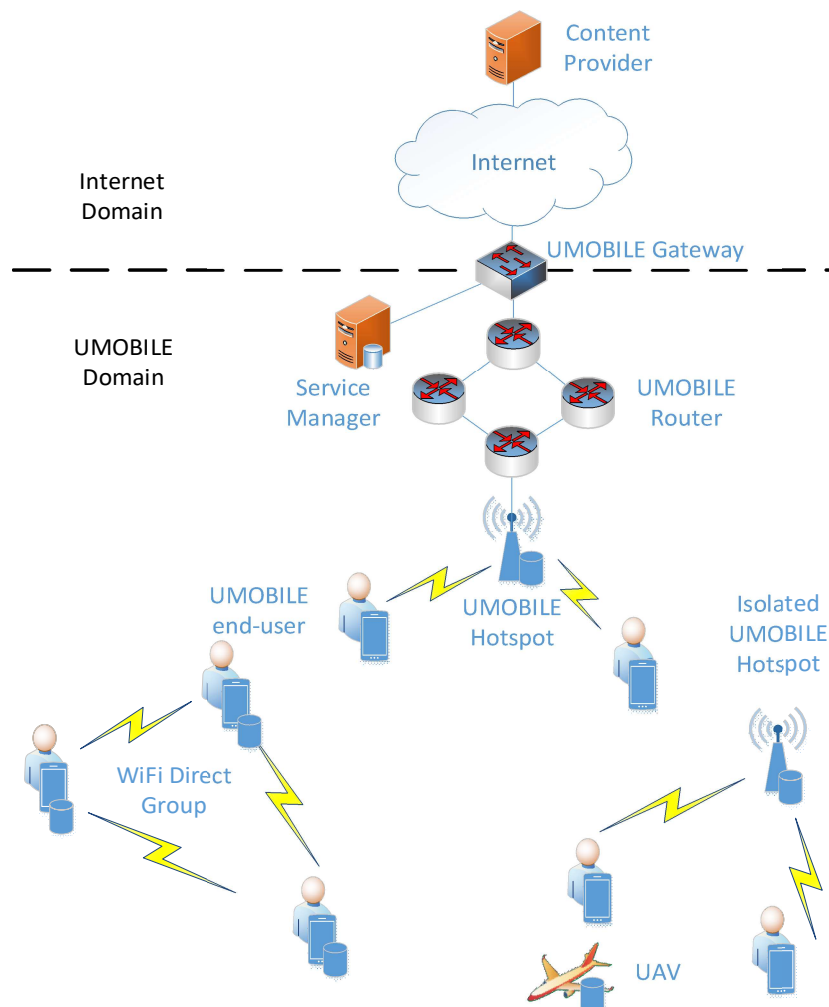 Content
Provider
Internet
Internet
Domain
UMOBILE Gateway
UMOBILE
Domain
Service
Manager
UMOBILE
Router
UMOBILE
end-user
UMOBILE
Hotspot
Isolated
UMOBILE
Hotspot
WiFi Direct
Group
UAV